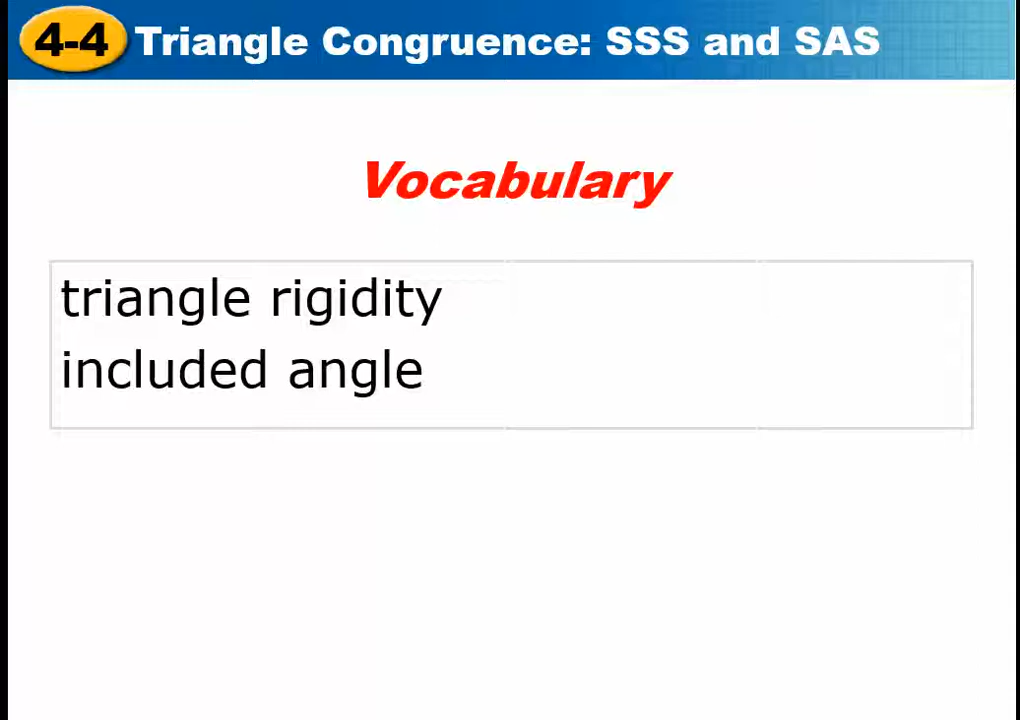 4-4 Triangle Congruence: SSS and SAS
Vocabulary
triangle rigidity
included angle